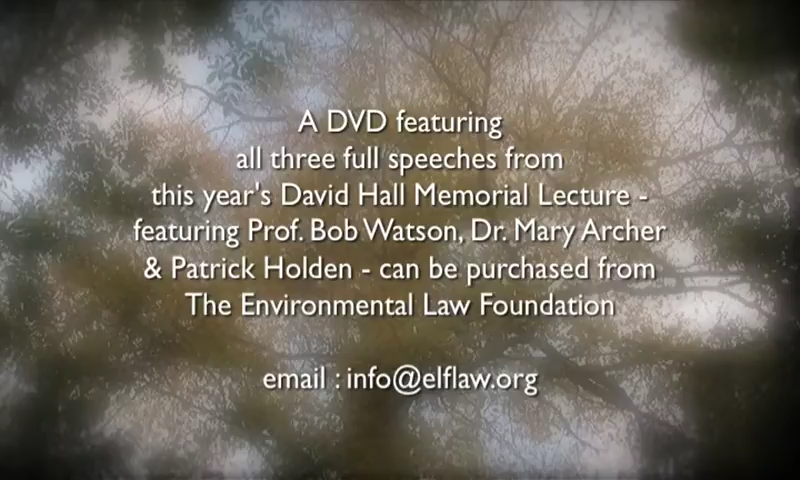 A DVD featuring
all three full speeches from
this year's David Hall Memorial Lecture -
featuring Prof. Bob Watson, Dr. Mary Archer
& Patrick Holden - can be purchased from
The Environmental Law Foundation
email : info@elflaw.org